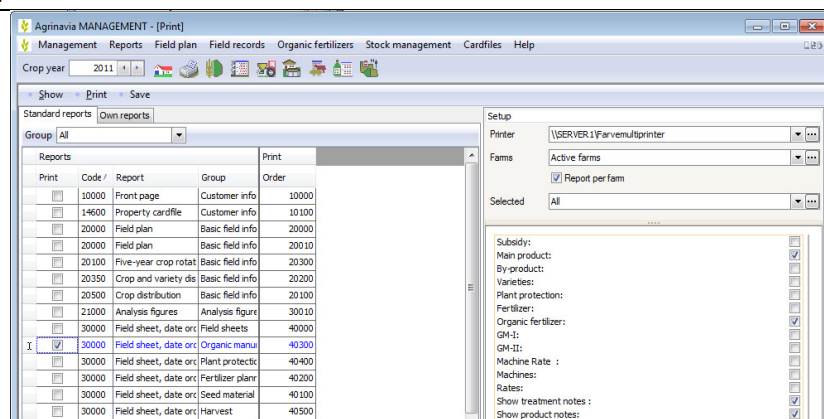 Agrinavia MANAGEMENT - [Print]
Management Reports Field plan Field records Organic fertilizers Stock management Cardfiles Help
Crop year 2011
Show Print Save
Standard reports Own reports
Group All
Reports Print
Print Code / Report Group Order
10000 Front page Customer info 10000
14600 Property cardfile Customer info 10100
20000 Field plan Basic field info 20000
20000 Field plan Basic field info 20010
20100 Five-year crop rotat Basic field info 20300
20350 Crop and variety dis Basic field info 20200
20500 Crop distribution Basic field info 20100
21000 Analysis figures Analysis figure 30010
30000 Field sheet, date orc Field sheets 40000
30000 Field sheet, date orc Organic manu 40300
30000 Field sheet, date orc Plant protectic 40400
30000 Field sheet, date orc Fertilizer planr 40200
30000 Field sheet, date orc Seed material 40100
30000 Field sheet, date orc Harvest 40500
Setup
Printer \\SERVER1\Farvemultiprinter
Farms Active farms
Report per farm
Selected All
Subsidy:
Main product:
By-product:
Varieties:
Plant protection:
Fertilizer:
Organic fertilizer:
GM-I:
GM-II:
Machine Rate :
Machines:
Rates:
Show treatment notes :
Show product notes: